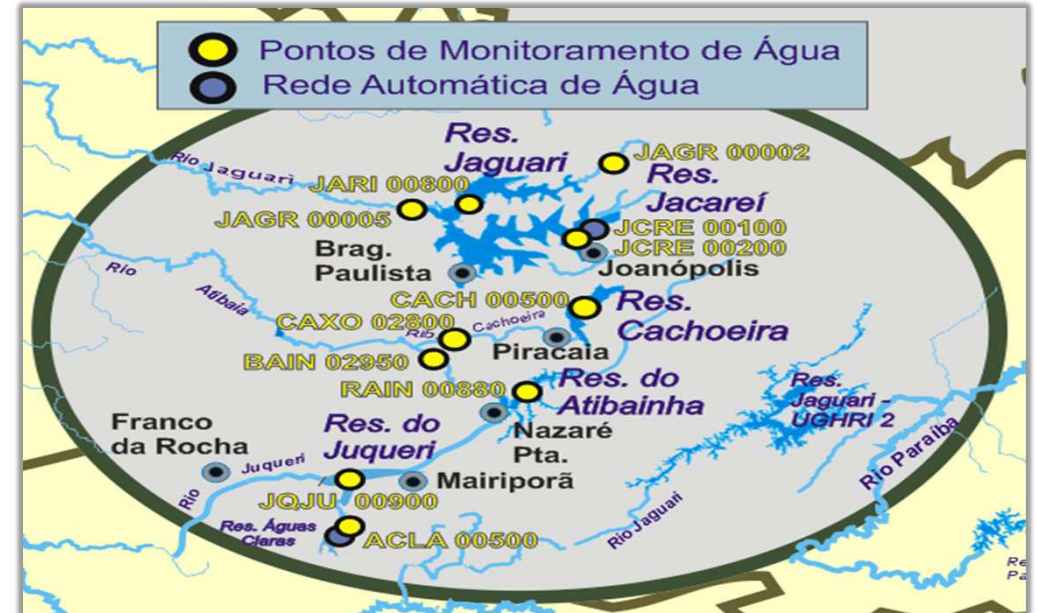 Pontos de Monitoramento de Água
Rede Automática de Água
Res.
Jaguari
JAGR 00002
Rio Jaguari
Res.
Jacareí
JARI 00800
JAGR 00005
JCRE 00100
JCRE 00200
Brag.
Paulista
Joanópolis
Rio
Atibaia
CACH 00500
Res.
Cachoeira
CAXO 02800
Rib. Cachoeira
Piracaia
BAIN 02950
RAIN 00880
Res. do
Atibainha
Res.
Jaguari -
UGHRI 2
Franco
da Rocha
Res. do
Juqueri
Nazaré
Pta.
Rio Paraíba
Juqueri
Rio
Mairiporã
JQJU 00900
Rio Jaguari
Res. Águas
Claras
ACLA 00500